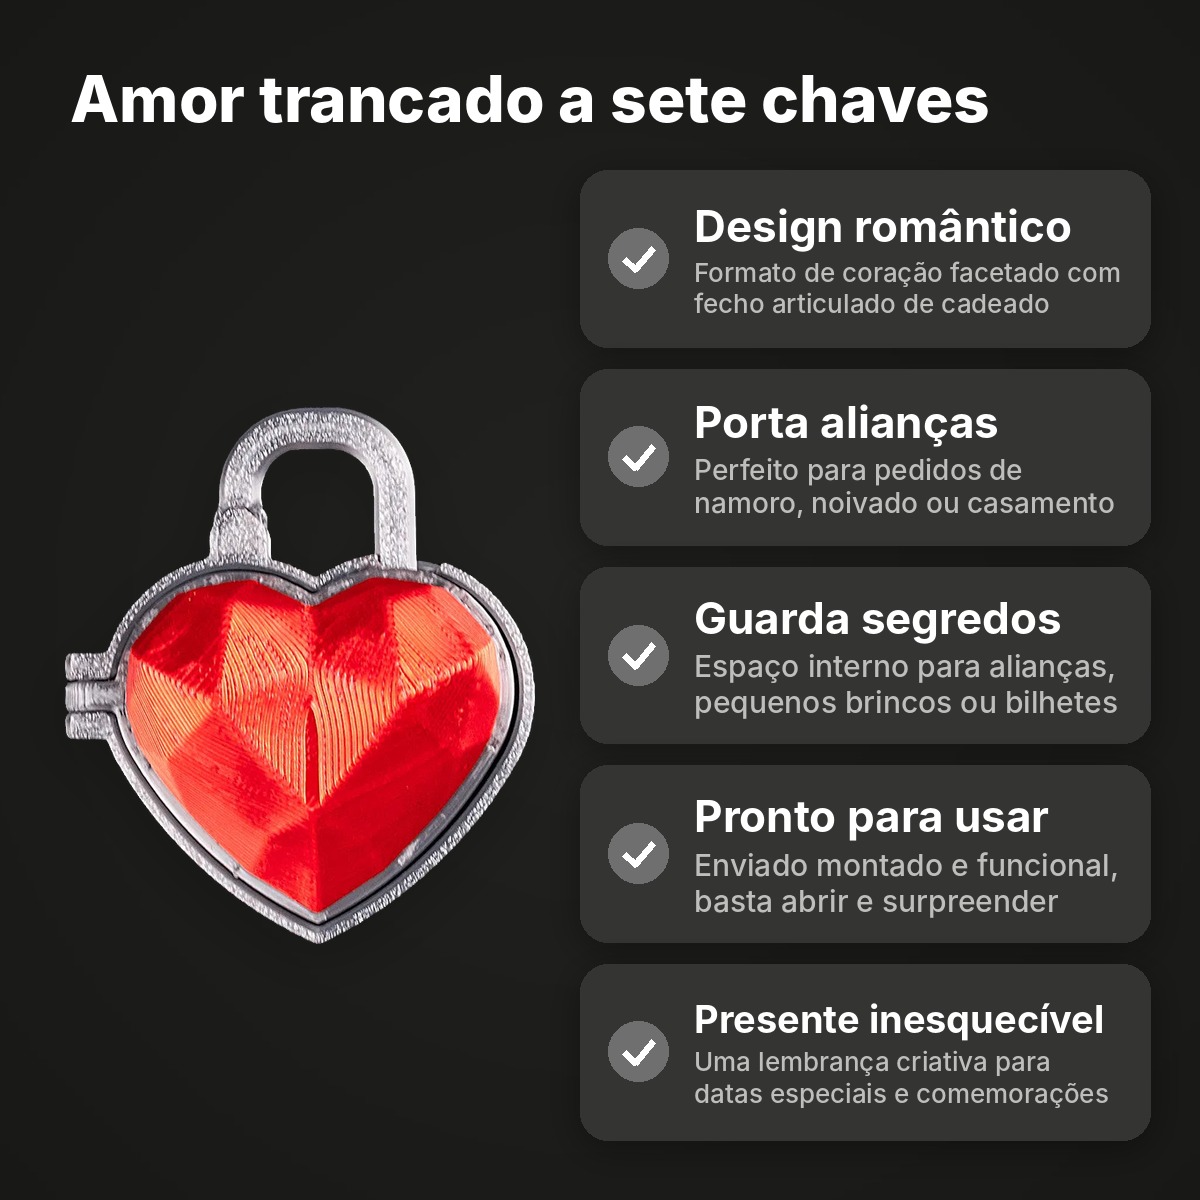 Amor trancado a sete chaves
Design romântico
Formato de coração facetado com
fecho articulado de cadeado
Porta alianças
Perfeito para pedidos de
namoro, noivado ou casamento
Guarda segredos
Espaço interno para alianças,
pequenos brincos ou bilhetes
Pronto para usar
Enviado montado e funcional,
basta abrir e surpreender
Presente inesquecível
Uma lembrança criativa para
datas especiais e comemorações